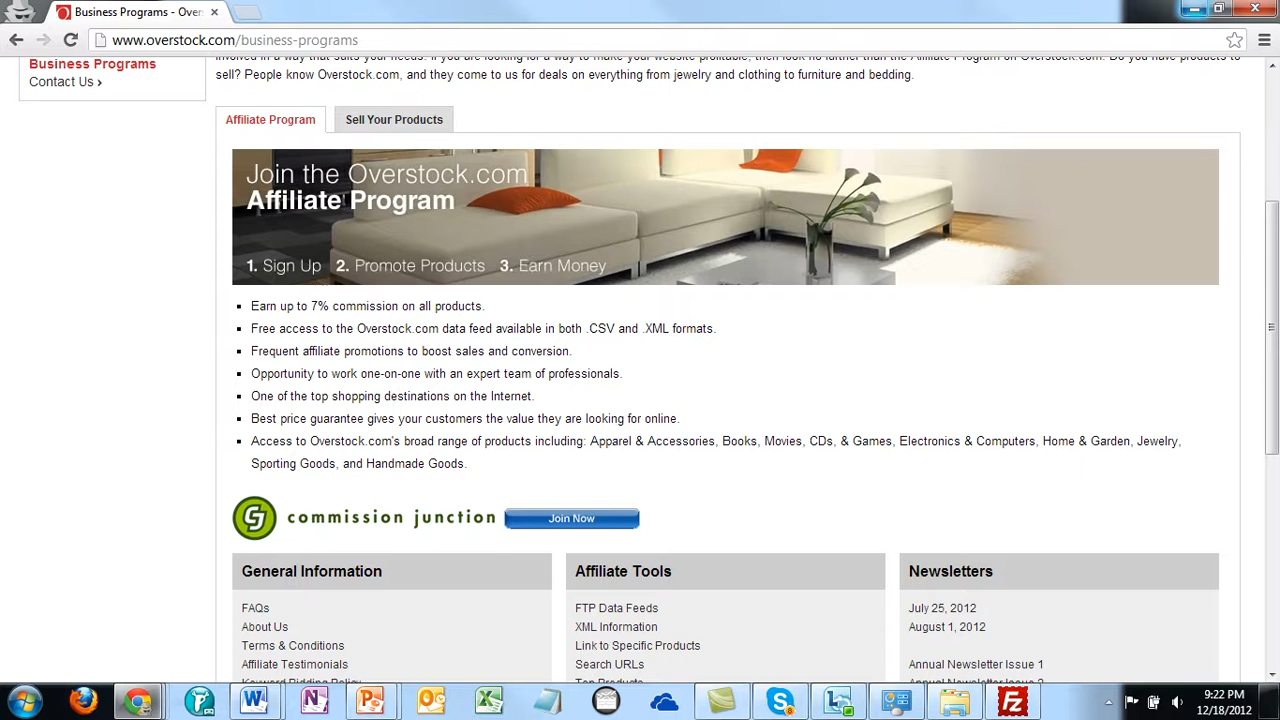 Business Programs - Over
www.overstock.com/business-programs
Business Programs
Contact Us ›
sell? People know Overstock.com, and they come to us for deals on everything from jewelry and clothing to furniture and bedding.
Affiliate Program
Sell Your Products
Join the Overstock.com
Affiliate Program
1. Sign Up 2. Promote Products 3. Earn Money
Earn up to 7% commission on all products.
Free access to the Overstock.com data feed available in both .CSV and .XML formats.
Frequent affiliate promotions to boost sales and conversion.
Opportunity to work one-on-one with an expert team of professionals.
One of the top shopping destinations on the Internet.
Best price guarantee gives your customers the value they are looking for online.
Access to Overstock.com's broad range of products including: Apparel & Accessories, Books, Movies, CDs, & Games, Electronics & Computers, Home & Garden, Jewelry,
Sporting Goods, and Handmade Goods.
commission junction
Join Now
General Information
FAQs
About Us
Terms & Conditions
Affiliate Testimonials
Affiliate Tools
FTP Data Feeds
XML Information
Link to Specific Products
Search URLs
Newsletters
July 25, 2012
August 1, 2012
Annual Newsletter Issue 1
9:22 PM
12/18/2012